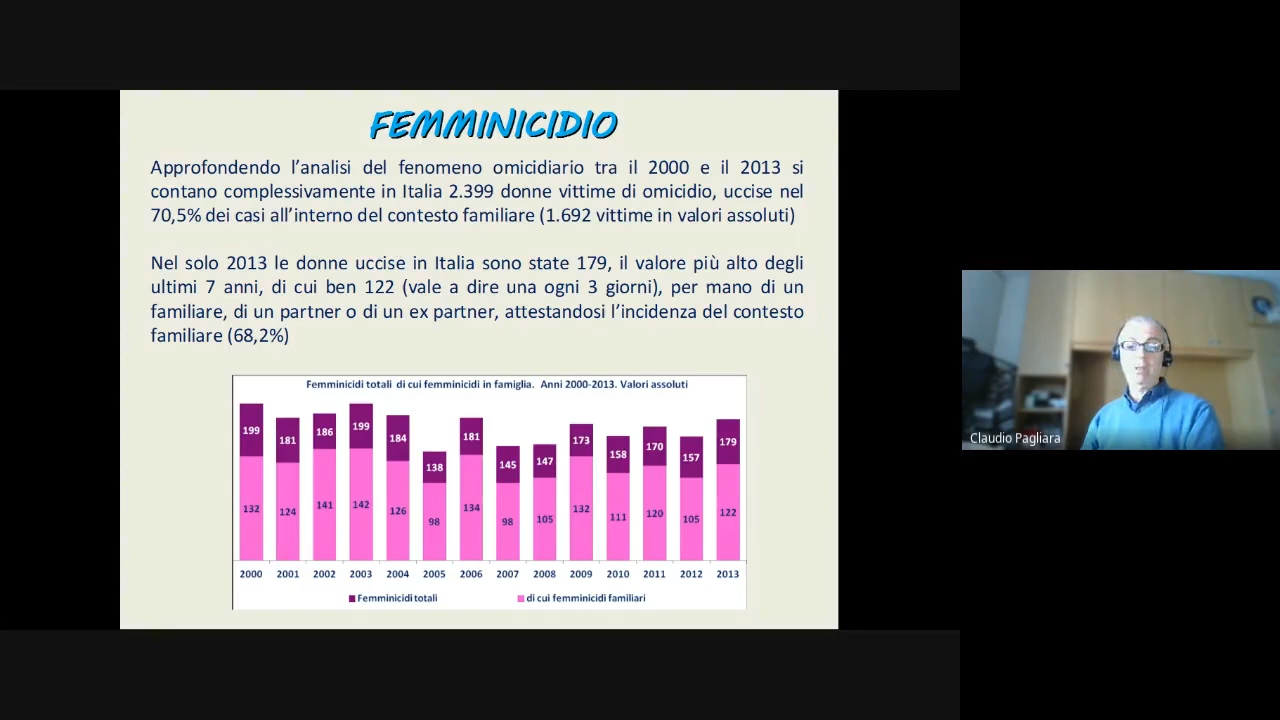 FEMMINICIDIO
Approfondendo l’analisi del fenomeno omicidiario tra il 2000 e il 2013 si
contano complessivamente in Italia 2.399 donne vittime di omicidio, uccise nel
70,5% dei casi all’interno del contesto familiare (1.692 vittime in valori assoluti)
Nel solo 2013 le donne uccise in Italia sono state 179, il valore più alto degli
ultimi 7 anni, di cui ben 122 (vale a dire una ogni 3 giorni), per mano di un
familiare, di un partner o di un ex partner, attestandosi l’incidenza del contesto
familiare (68,2%)
Femminicidi totali di cui femminicidi in famiglia. Anni 2000-2013. Valori assoluti
199 181 186 199 184 138 181 145 147 173 158 170 157 179
132 124 141 142 126 98 134 98 105 132 111 120 105 122
2000 2001 2002 2003 2004 2005 2006 2007 2008 2009 2010 2011 2012 2013
Femminicidi totali di cui femminicidi familiari
Claudio Pagliara